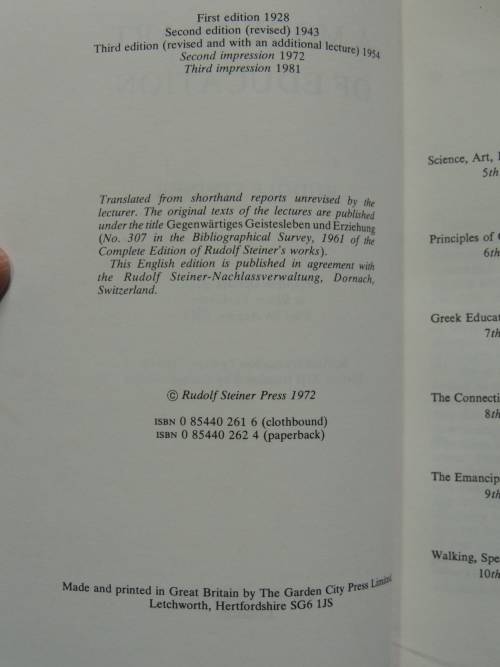 First edition 1928
Second edition (revised) 1943
Third edition (revised and with an additional lecture) 1954
Second impression 1972
Third impression 1981
Translated from shorthand reports unrevised by the
lecturer. The original texts of the lectures are published
under the title Gegenwärtiges Geistesleben und Erziehung
(No. 307 in the Bibliographical Survey, 1961 of the
Complete Edition of Rudolf Steiner's works).
This English edition is published in agreement with
the Rudolf Steiner-Nachlassverwaltung, Dornach,
Switzerland.
© Rudolf Steiner Press 1972
ISBN 0 85440 261 6 (clothbound)
ISBN 0 85440 262 4 (paperback)
Made and printed in Great Britain by The Garden City Press Limited
Letchworth, Hertfordshire SG6 1JS
Science, Art,
5th
Principles of
6th
Greek
7th
The
8th
The
9th
Walking,
10th